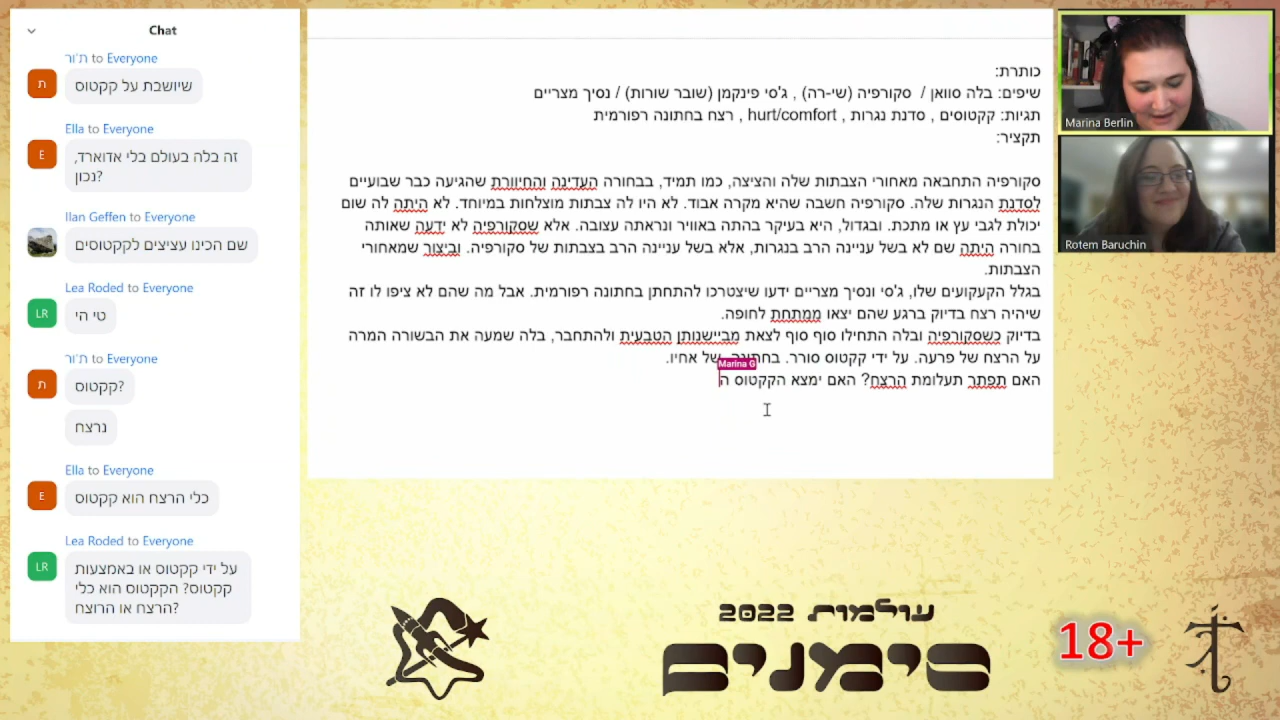 Chat
ת'ור to Everyone
ת
שיושבת על קקטוס
Ella to Everyone
E
זה בלה בעולם בלי אדוארד,
נכון?
Ilan Geffen to Everyone
שם הכינו עציצים לקקטוסים
Lea Roded to Everyone
LR
טי הי
ת'ור to Everyone
ת
קקטוס?
נרצח
Ella to Everyone
E
כלי הרצח הוא קקטוס
Lea Roded to Everyone
LR
על ידי קקטוס או באמצעות
קקטוס? הקקטוס הוא כלי
הרצח או הרוצח?
כותרת:
שיפים: בלה סוואן / סקורפיה (שי-רה) , ג'סי פינקמן (שובר שורות) / נסיך מצריים
תגיות: קקטוסים , סדנת נגרות , hurt/comfort , רצח בחתונה רפורמית
תקציר:
סקורפיה התחבאה מאחורי הצבתות שלה והציצה, כמו תמיד, בבחורה העדינה והחיוורת שהגיעה כבר שבועיים
לסדנת הנגרות שלה. סקורפיה חשבה שהיא מקרה אבוד. לא היו לה צבתות מוצלחות במיוחד. לא היתה לה שום
יכולת לגבי עץ או מתכת. ובגדול, היא בעיקר בהתה באוויר ונראתה עצובה. אלא שסקורפיה לא ידעה שאותה
בחורה היתה שם לא בשל עניינה הרב בנגרות, אלא בשל עניינה הרב בצבתות של סקורפיה. וביצור שמאחורי
הצבתות.
בגלל הקעקועים שלו, ג'סי ונסיך מצריים ידעו שיצטרכו להתחתן בחתונה רפורמית. אבל מה שהם לא ציפו לו זה
שיהיה רצח בדיוק ברגע שהם יצאו ממתחת לחופה.
בדיוק כשסקורפיה ובלה התחילו סוף סוף לצאת מביישנותן הטבעית ולהתחבר, בלה שמעה את הבשורה המרה
על הרצח של פרעה. על ידי קקטוס סורר. בחתונה של אחיו.
Marina G
האם תפתר תעלומת הרצח? האם ימצא הקקטוס ה
Marina Berlin
Rotem Baruchin
עולמות 2022
סימנים
18+